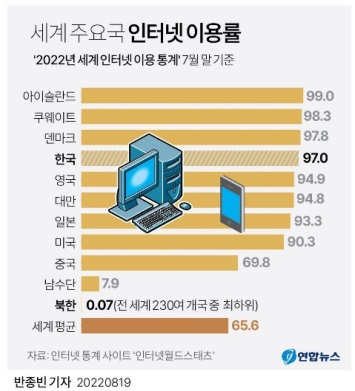 세계 주요국 인터넷 이용률
'2022년 세계 인터넷 이용 통계' 7월 말 기준
아이슬란드 99.0
쿠웨이트 98.3
덴마크 97.8
한국 97.0
영국 94.9
대만 94.8
일본 93.3
미국 90.3
중국 69.8
남수단 7.9
북한 0.07(전 세계 230여 개국 중 최하위)
세계 평균 65.6
자료: 인터넷 통계 사이트 '인터넷월드스태츠'
연합뉴스
반종빈 기자 20220819